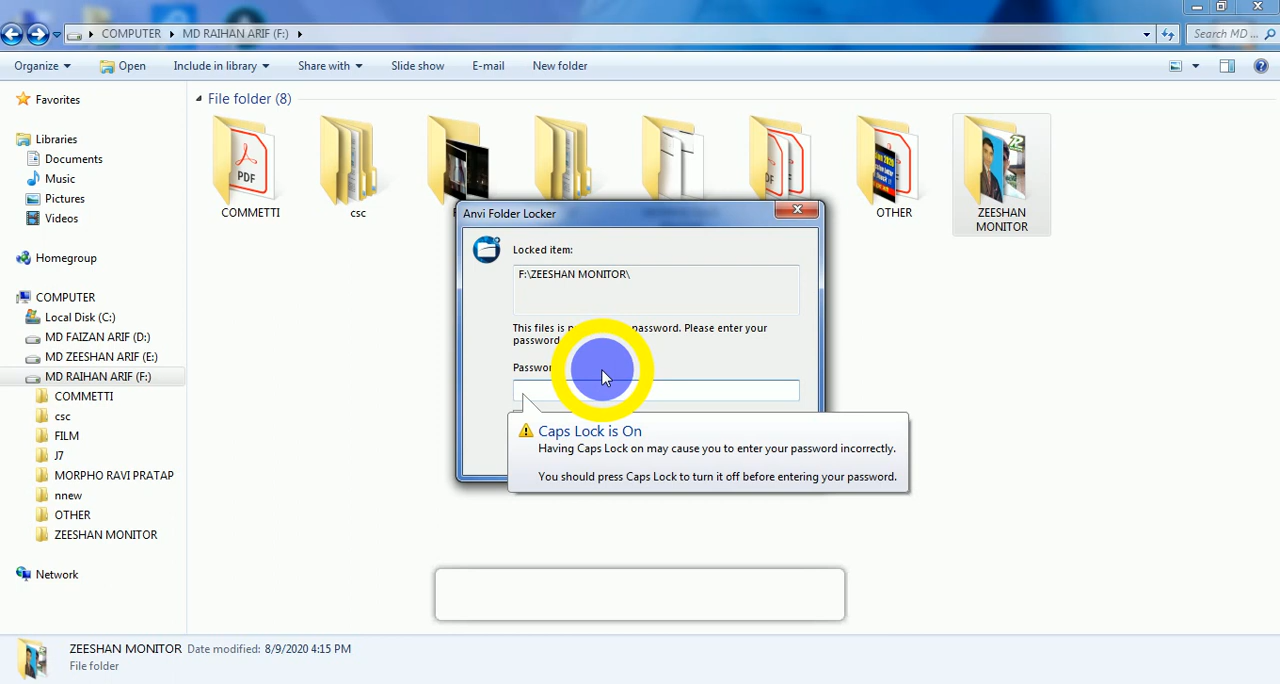 COMPUTER
MD RAIHAN ARIF (F:)
Search MD ...
Organize
Open
Include in library
Share with
Slide show
E-mail
New folder
Favorites
Libraries
Documents
Music
Pictures
Videos
Homegroup
COMPUTER
Local Disk (C:)
MD FAIZAN ARIF (D:)
MD ZEESHAN ARIF (E:)
MD RAIHAN ARIF (F:)
COMMETTI
csc
FILM
J7
MORPHO RAVI PRATAP
nnew
OTHER
ZEESHAN MONITOR
Network
File folder (8)
PDF
COMMETTI
csc
OTHER
ZEESHAN
MONITOR
Anvi Folder Locker
Locked item:
F:\ZEESHAN MONITOR\
This files is password. Please enter your
password
Caps Lock is On
Having Caps Lock on may cause you to enter your password incorrectly.
You should press Caps Lock to turn it off before entering your password.
ZEESHAN MONITOR Date modified: 8/9/2020 4:15 PM
File folder